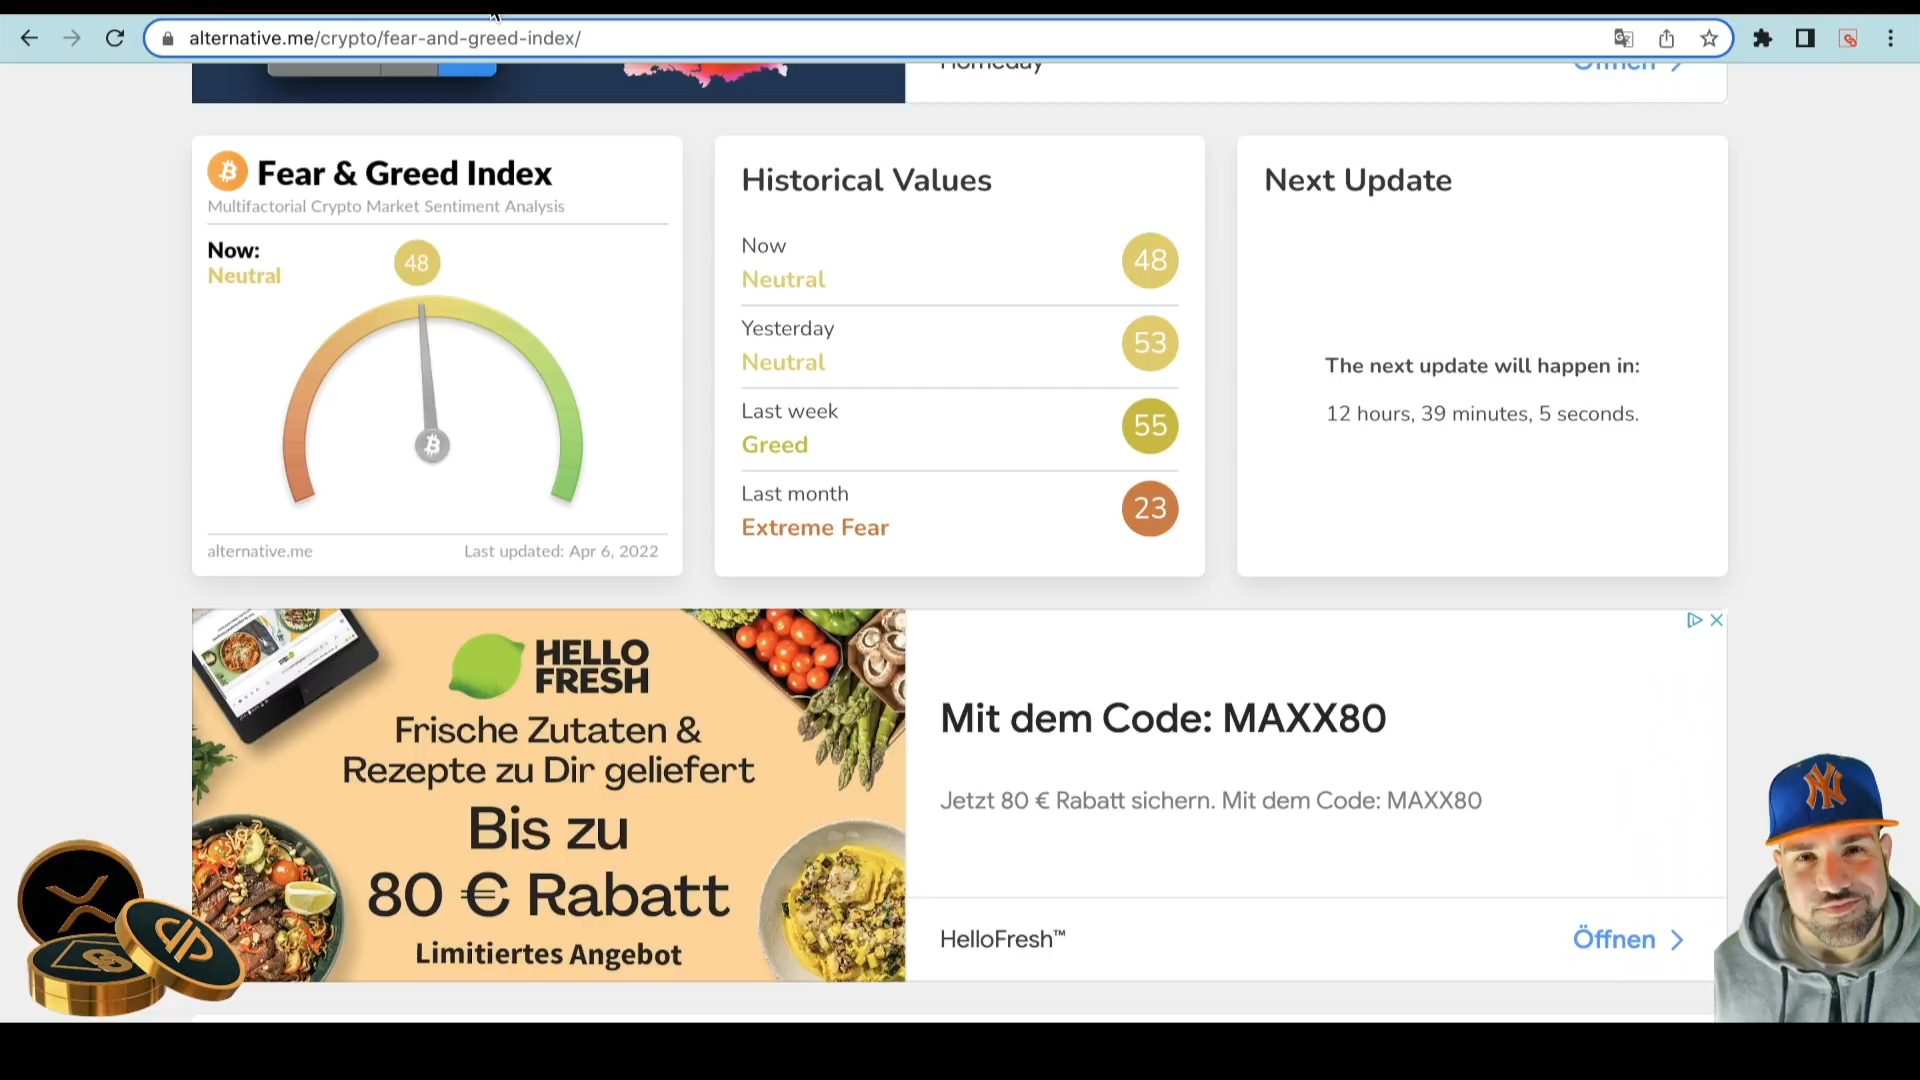 alternative.me/crypto/fear-and-greed-index/
Homeday
Öffnen
Fear & Greed Index
Multifactorial Crypto Market Sentiment Analysis
Now:
Neutral
48
alternative.me
Last updated: Apr 6, 2022
Historical Values
Now
Neutral
48
Yesterday
Neutral
53
Last week
Greed
55
Last month
Extreme Fear
23
Next Update
The next update will happen in:
12 hours, 39 minutes, 5 seconds.
HELLO
FRESH
Frische Zutaten &
Rezepte zu Dir geliefert
Bis zu
80 € Rabatt
Limitiertes Angebot
Mit dem Code: MAXX80
Jetzt 80 € Rabatt sichern. Mit dem Code: MAXX80
HelloFresh™
Öffnen
NY